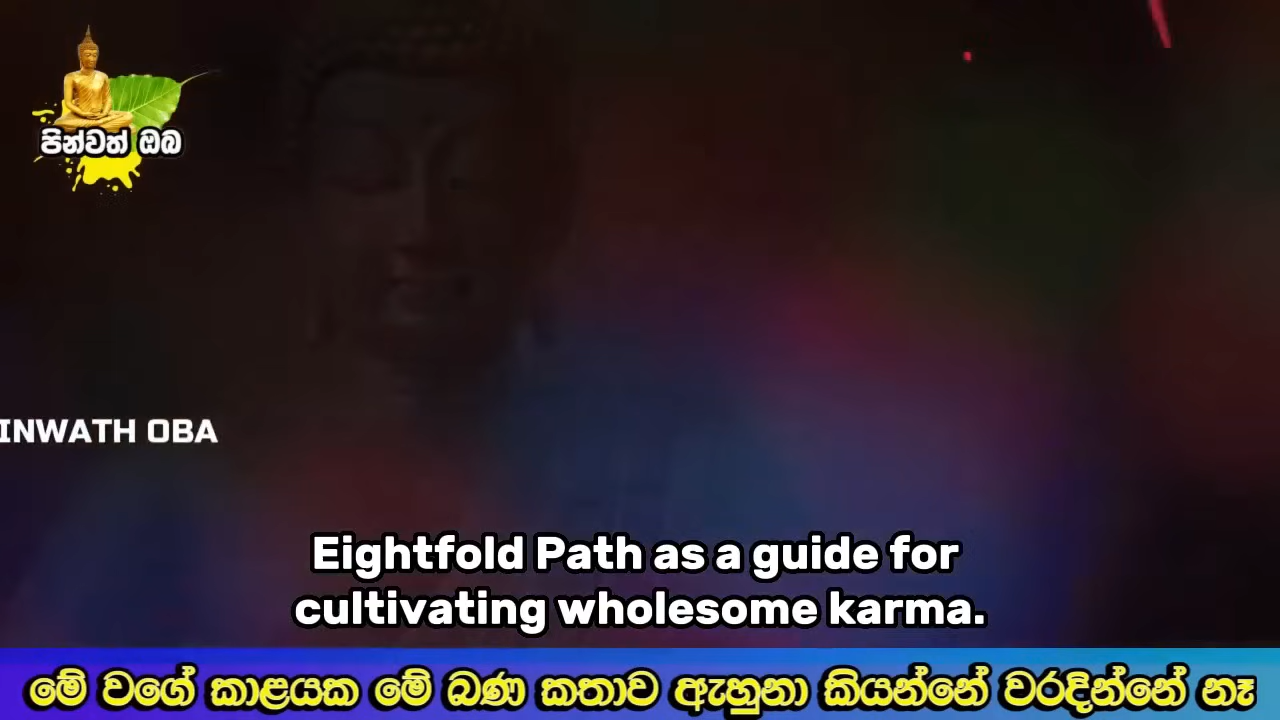 පින්වත් ඔබ
INWATH OBA
Eightfold Path as a guide for
cultivating wholesome karma.
මේ වගේ කාළයක මේ බණ කතාව ඇහුනා කියන්නේ වරදින්නේ නෑ